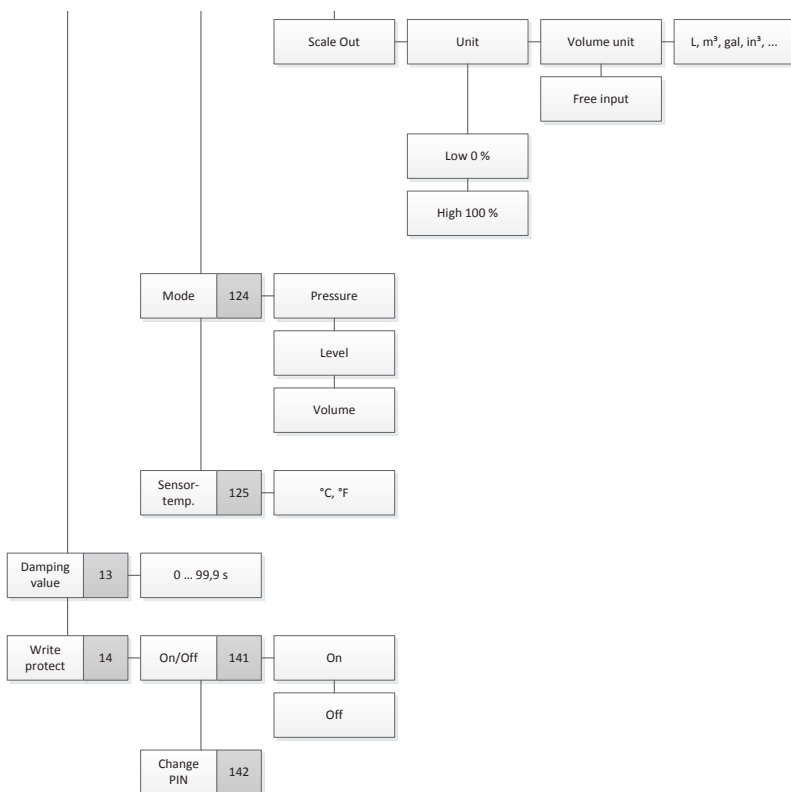 Scale Out
Unit
Volume unit
L, m³, gal, in³, ...
Free input
Low 0 %
High 100 %
Mode
124
Pressure
Level
Volume
Sensor-
temp.
125
°C, °F
Damping
value
13
0 ... 99,9 s
Write
protect
14
On/Off
141
On
Off
Change
PIN
142